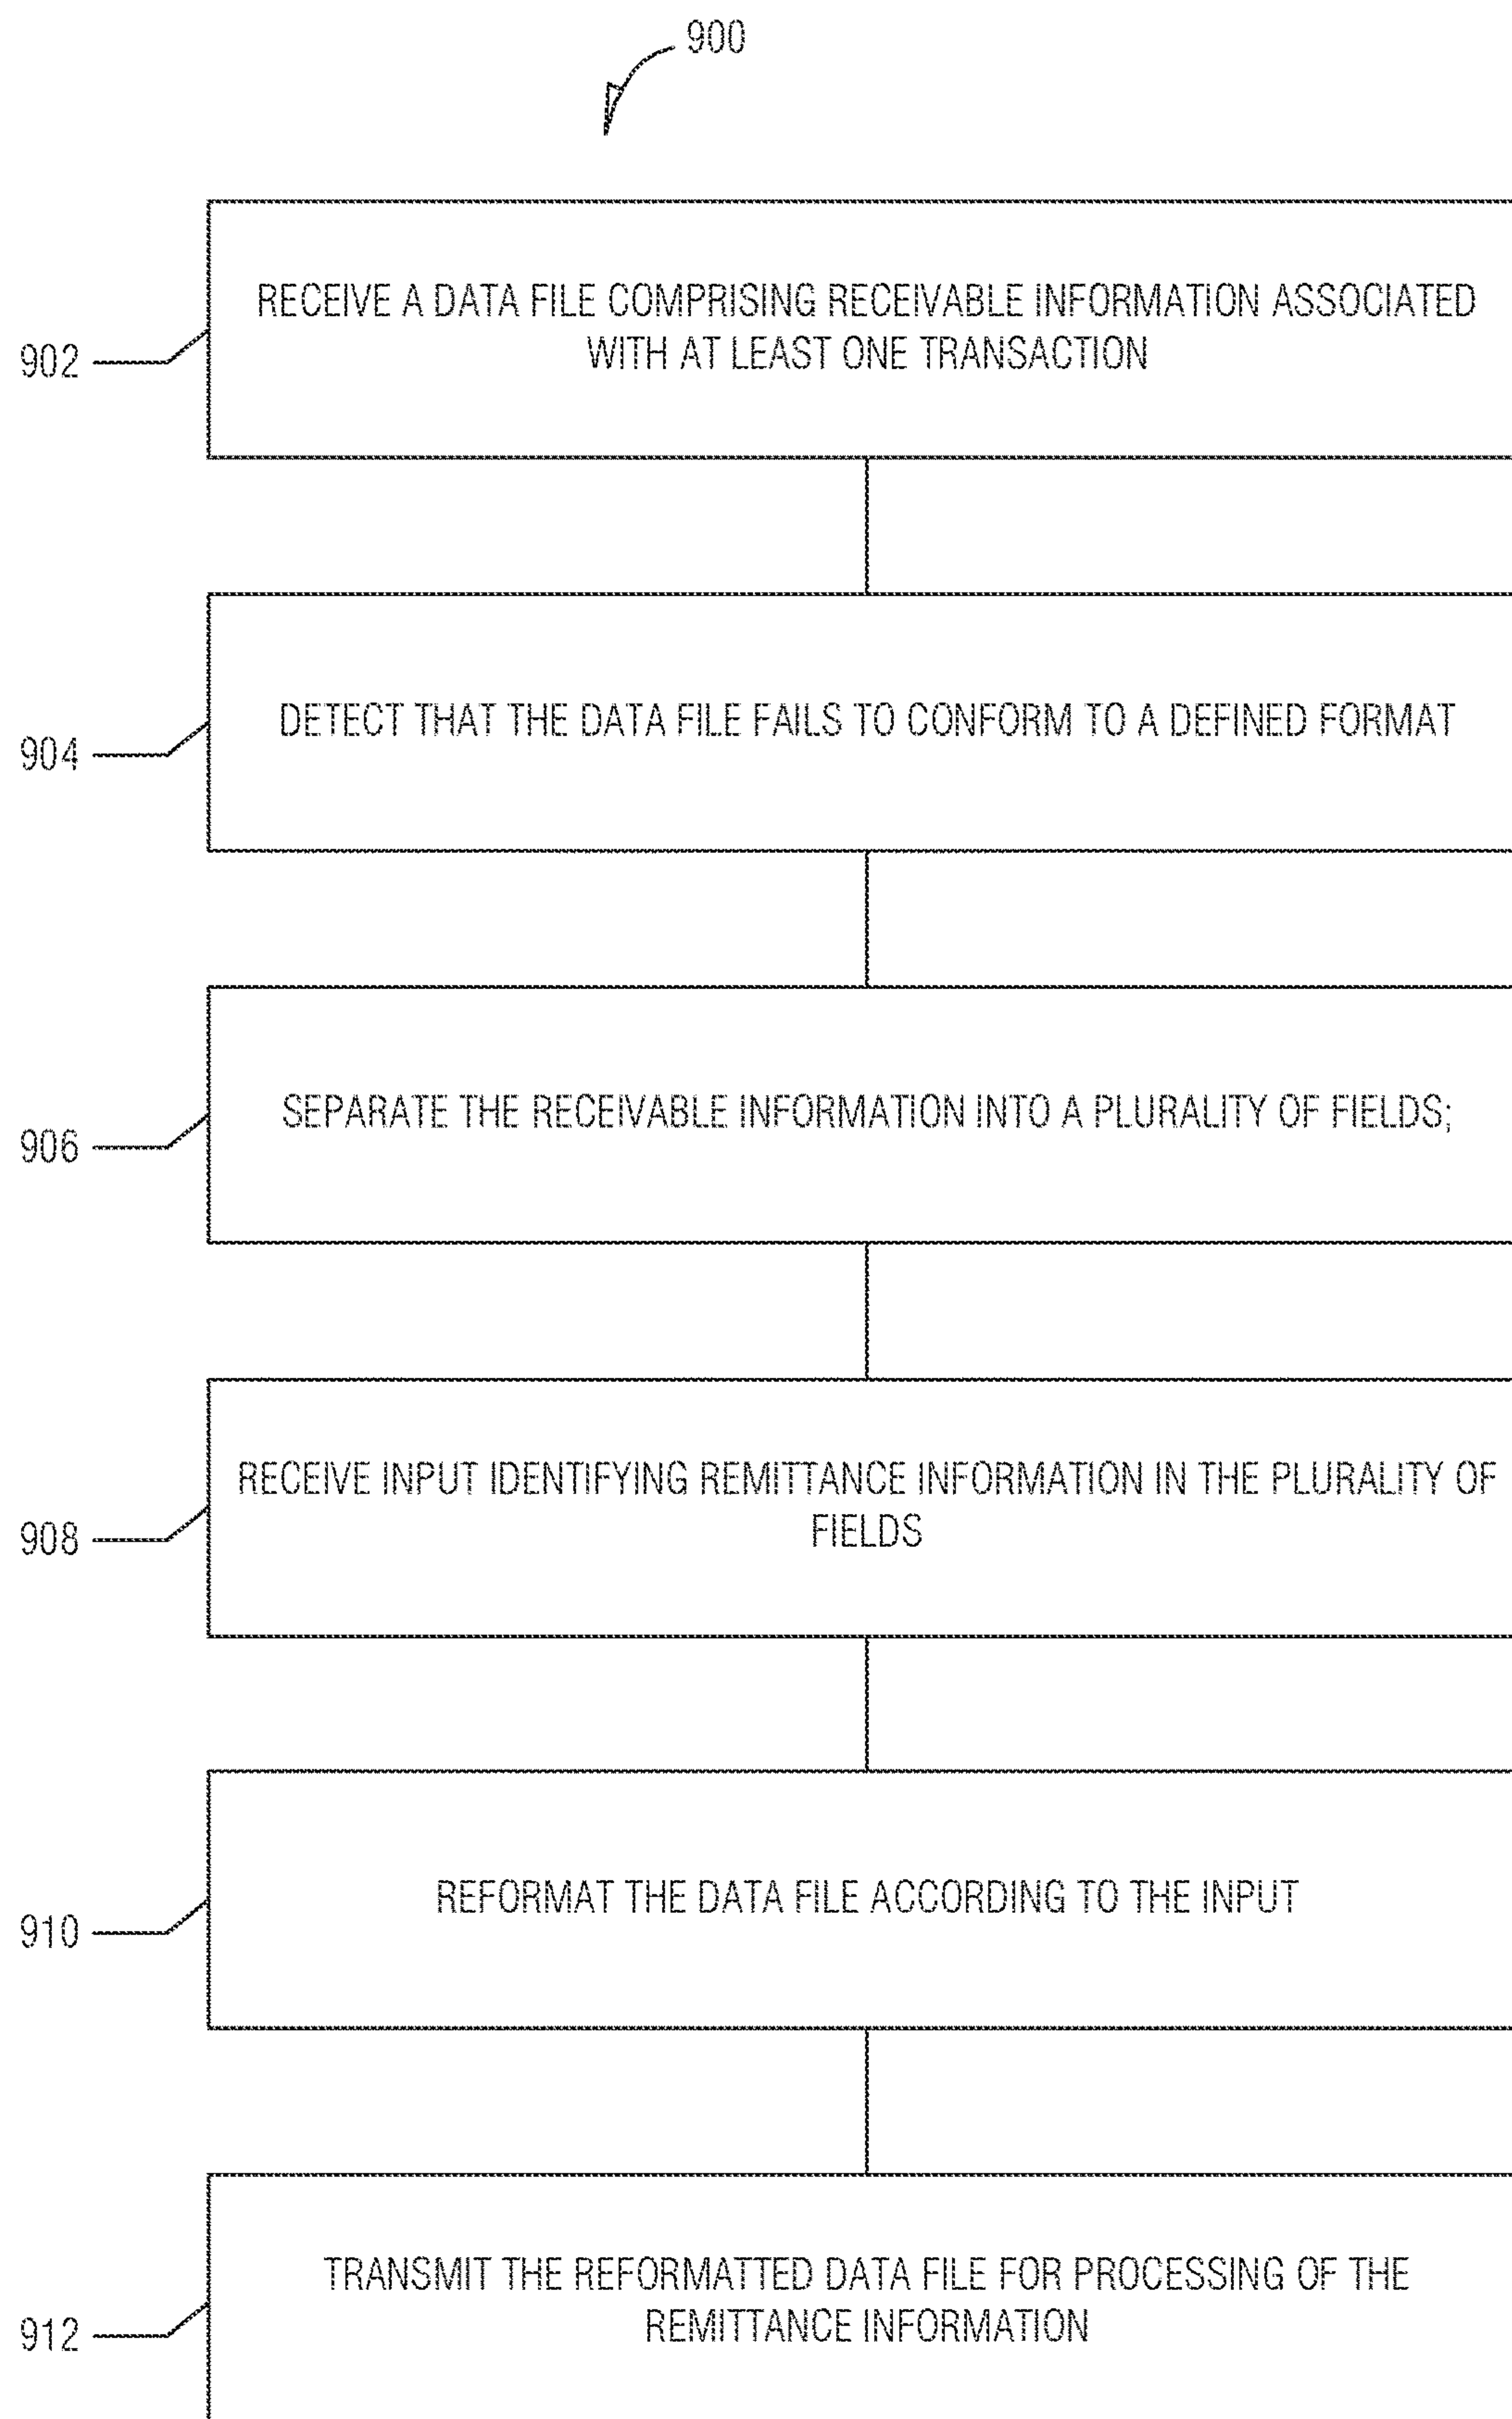 900
RECEIVE A DATA FILE COMPRISING RECEIVABLE INFORMATION ASSOCIATED
WITH AT LEAST ONE TRANSACTION
902
DETECT THAT THE DATA FILE FAILS TO CONFORM TO A DEFINED FORMAT
904
SEPARATE THE RECEIVABLE INFORMATION INTO A PLURALITY OF FIELDS;
906
RECEIVE INPUT IDENTIFYING REMITTANCE INFORMATION IN THE PLURALITY OF
FIELDS
908
REFORMAT THE DATA FILE ACCORDING TO THE INPUT
910
TRANSMIT THE REFORMATTED DATA FILE FOR PROCESSING OF THE
REMITTANCE INFORMATION
912